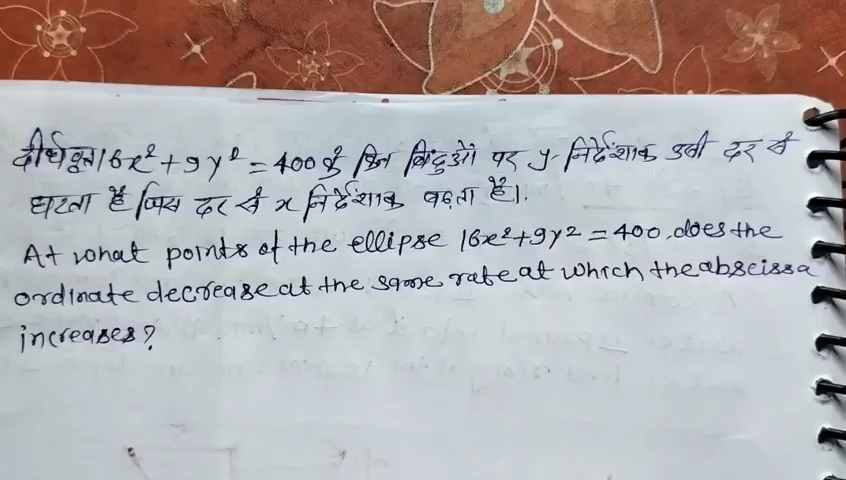 दीर्घवृत्त 16x² + 9y² = 400 के किन बिंदुओं पर y-निर्देशांक उसी दर से
घटता है जिस दर से x निर्देशांक बढ़ता है।.
At what points of the ellipse 16x²+9y² = 400, does the
ordinate decrease at the same rate at which the abscissa
increases?